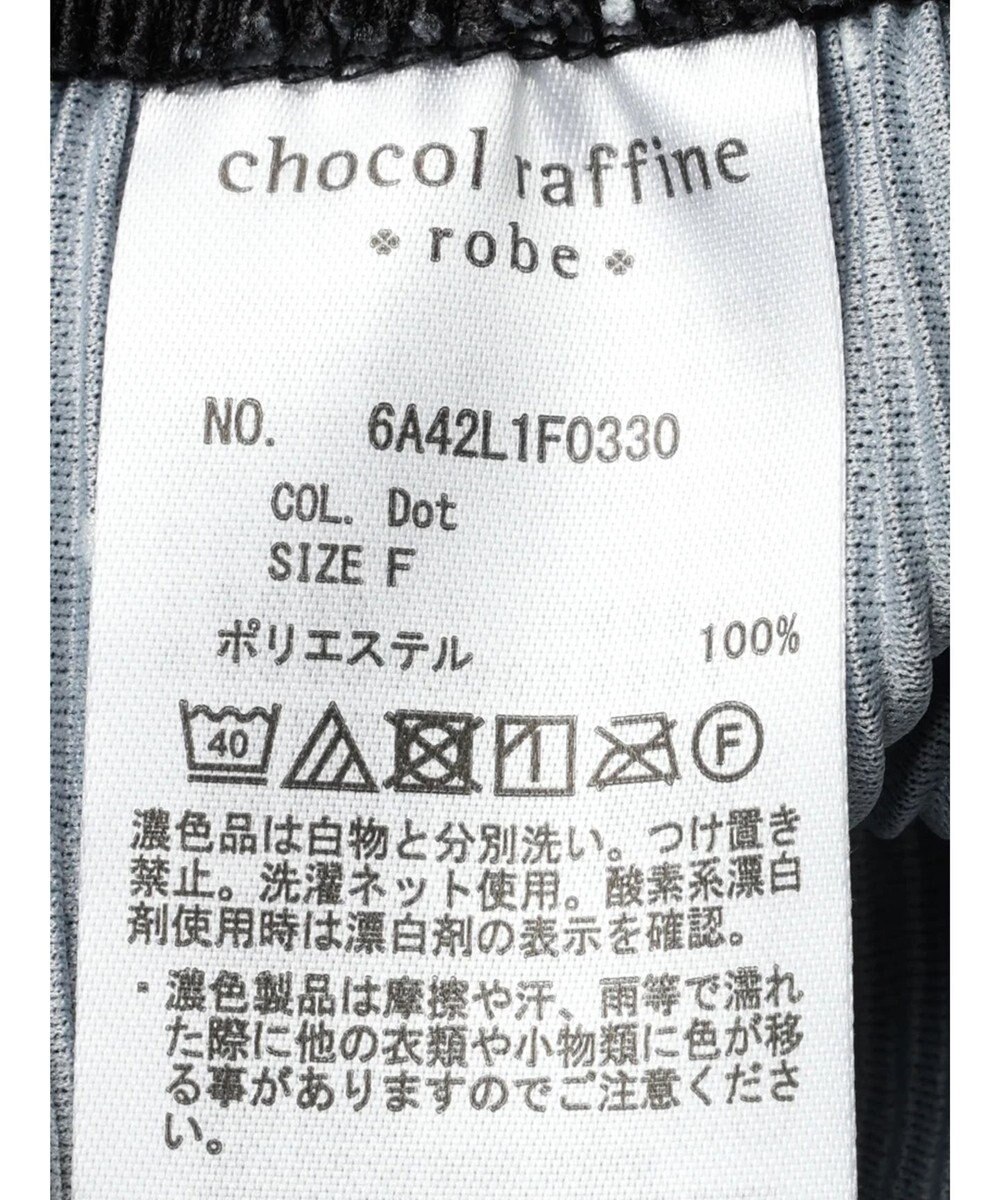 chocol raffine
robe
NO. 6A42L1F0330
COL. Dot
SIZE F
ポリエステル 100%
40 F
濃色品は白物と分別洗い。つけ置き
禁止。洗濯ネット使用。酸素系漂白
剤使用時は漂白剤の表示を確認。
・濃色製品は摩擦や汗、雨等で濡れ
た際に他の衣類や小物類に色が移
る事がありますのでご注意くださ
い。